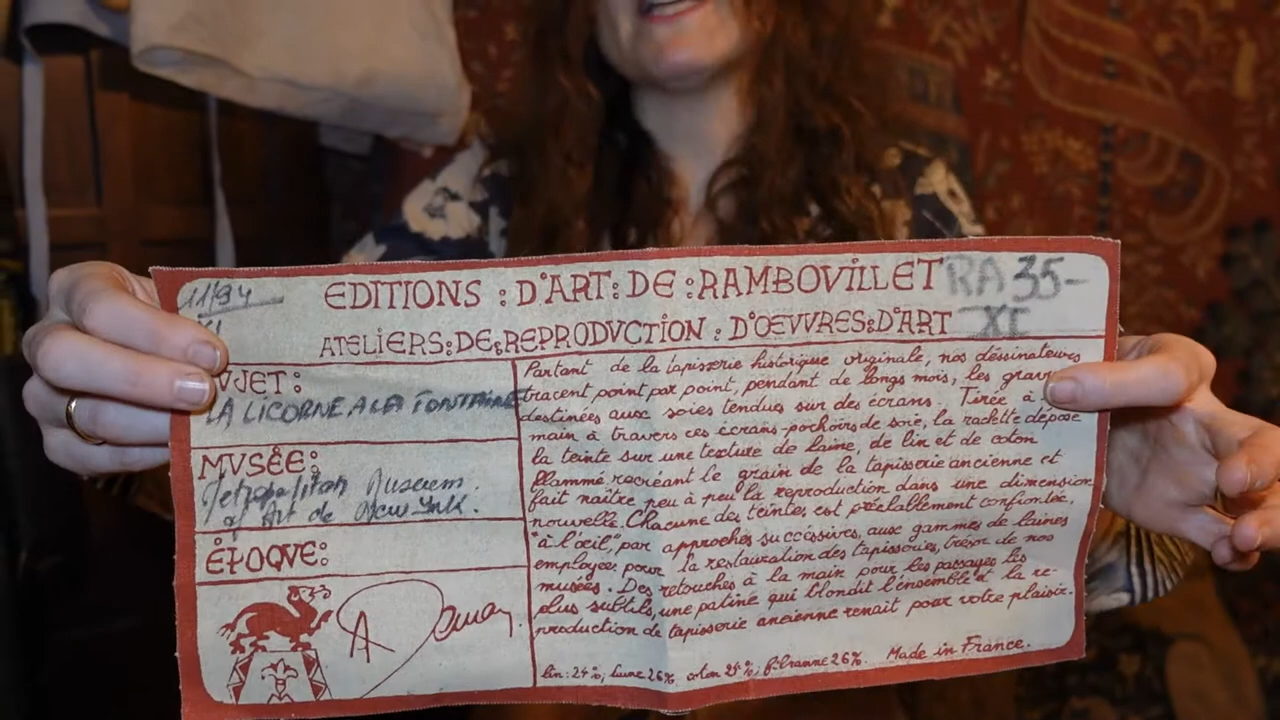 11/94
EDITIONS : D'ART : DE : RAMBOVILLET
RA 35-
XI
ATELIERS : DE : REPRODVCTION : D'ŒVVRES : D'ART
VJET :
LA LICORNE A LA FONTAINE
MVSÉE :
Metropolitan Museum
of Art de New York.
ÉPOQVE :
Partant de la tapisserie historique originale, nos déssinateurs
tracent point par point, pendant de longs mois, les grav
destinées aux soies tendues sur des écrans. Tirée à
main à travers ces écrans-pochoirs de soie, la raclette dépose
la teinte sur une texture de laine, de lin et de coton
flammé recréant le grain de la tapisserie ancienne et
fait naître peu à peu la reproduction dans une dimension
nouvelle. Chacune des teintes, est préalablement confrontée,
"à l'œil", par approches successives, aux gammes de laines
employées pour la restauration des tapisseries, trésor de nos
musées. Des retouches à la main pour les passages les
plus subtils, une patine qui blondit l'ensemble et la re-
production de tapisserie ancienne renait pour votre plaisir.
lin : 24%, laine 26% coton 24%; fibranne 26%. Made in France.